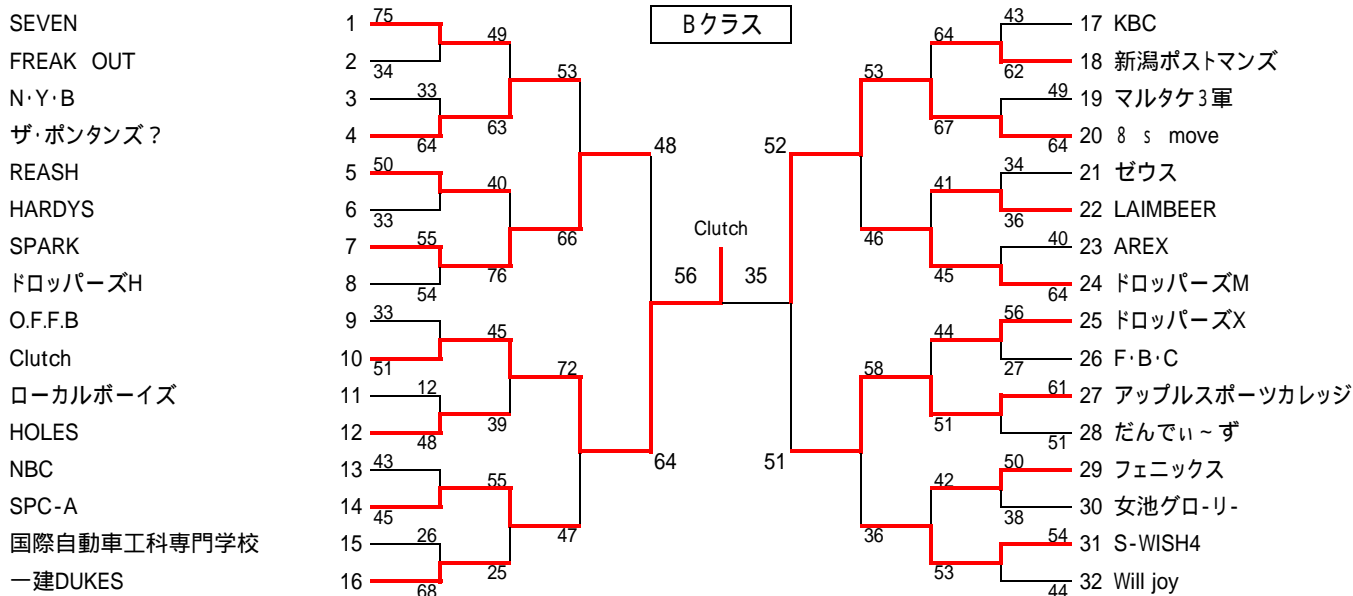 Bクラス
SEVEN 1 75
49
FREAK OUT 2 34
53
N・Y・B 3 33
63
ザ・ポンタンズ？ 4 64
48
REASH 5 50
40
HARDYS 6 33
66
SPARK 7 55
76
ドロッパーズH 8 54
Clutch
56 35
O.F.F.B 9 33
45
Clutch 10 51
72
ローカルボーイズ 11 12
39
HOLES 12 48
64
NBC 13 43
55
SPC-A 14 45
47
国際自動車工科専門学校 15 26
25
一建DUKES 16 68
43 17 KBC
64
62 18 新潟ポストマンズ
53
49 19 マルタケ3軍
67
64 20 8 s move
52
34 21 ゼウス
41
36 22 LAIMBEER
46
40 23 AREX
45
64 24 ドロッパーズM
56 25 ドロッパーズX
44
27 26 F・B・C
58
61 27 アップルスポーツカレッジ
51
51 28 だんでぃ～ず
51
50 29 フェニックス
42
38 30 女池グロ-リ-
36
54 31 S-WISH4
53
44 32 Will joy